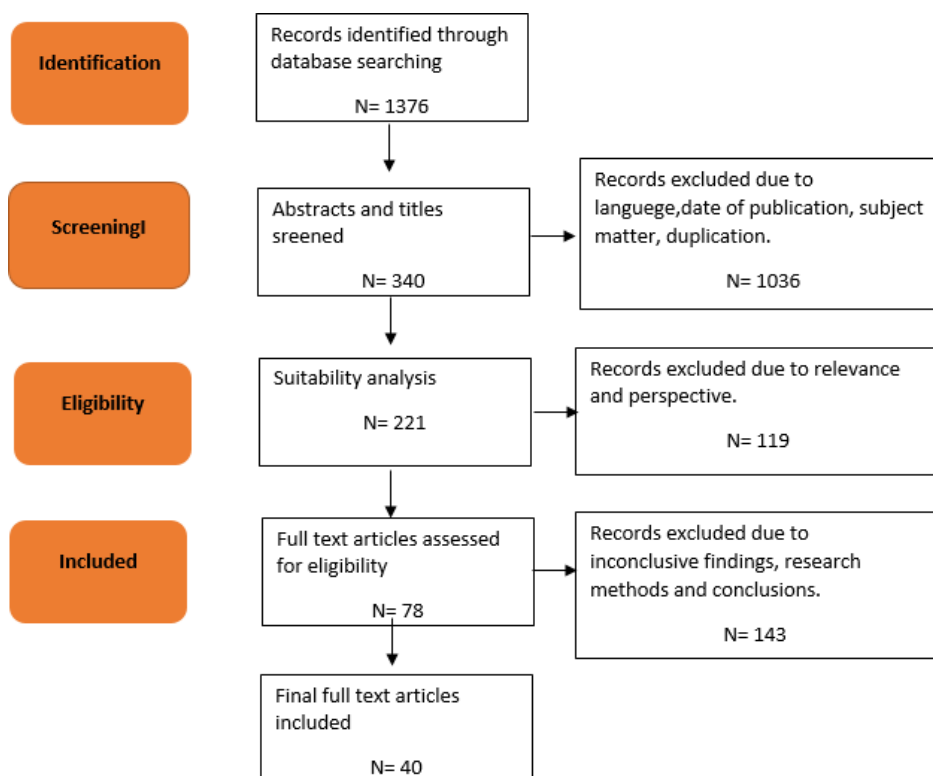 Identification
Records identified through
database searching
N= 1376
ScreeningI
Abstracts and titles
sreened
N= 340
Records excluded due to
languege,date of publication, subject
matter, duplication.
N= 1036
Eligibility
Suitability analysis
N= 221
Records excluded due to relevance
and perspective.
N= 119
Included
Full text articles assessed
for eligibility
N= 78
Records excluded due to
inconclusive findings, research
methods and conclusions.
N= 143
Final full text articles
included
N= 40